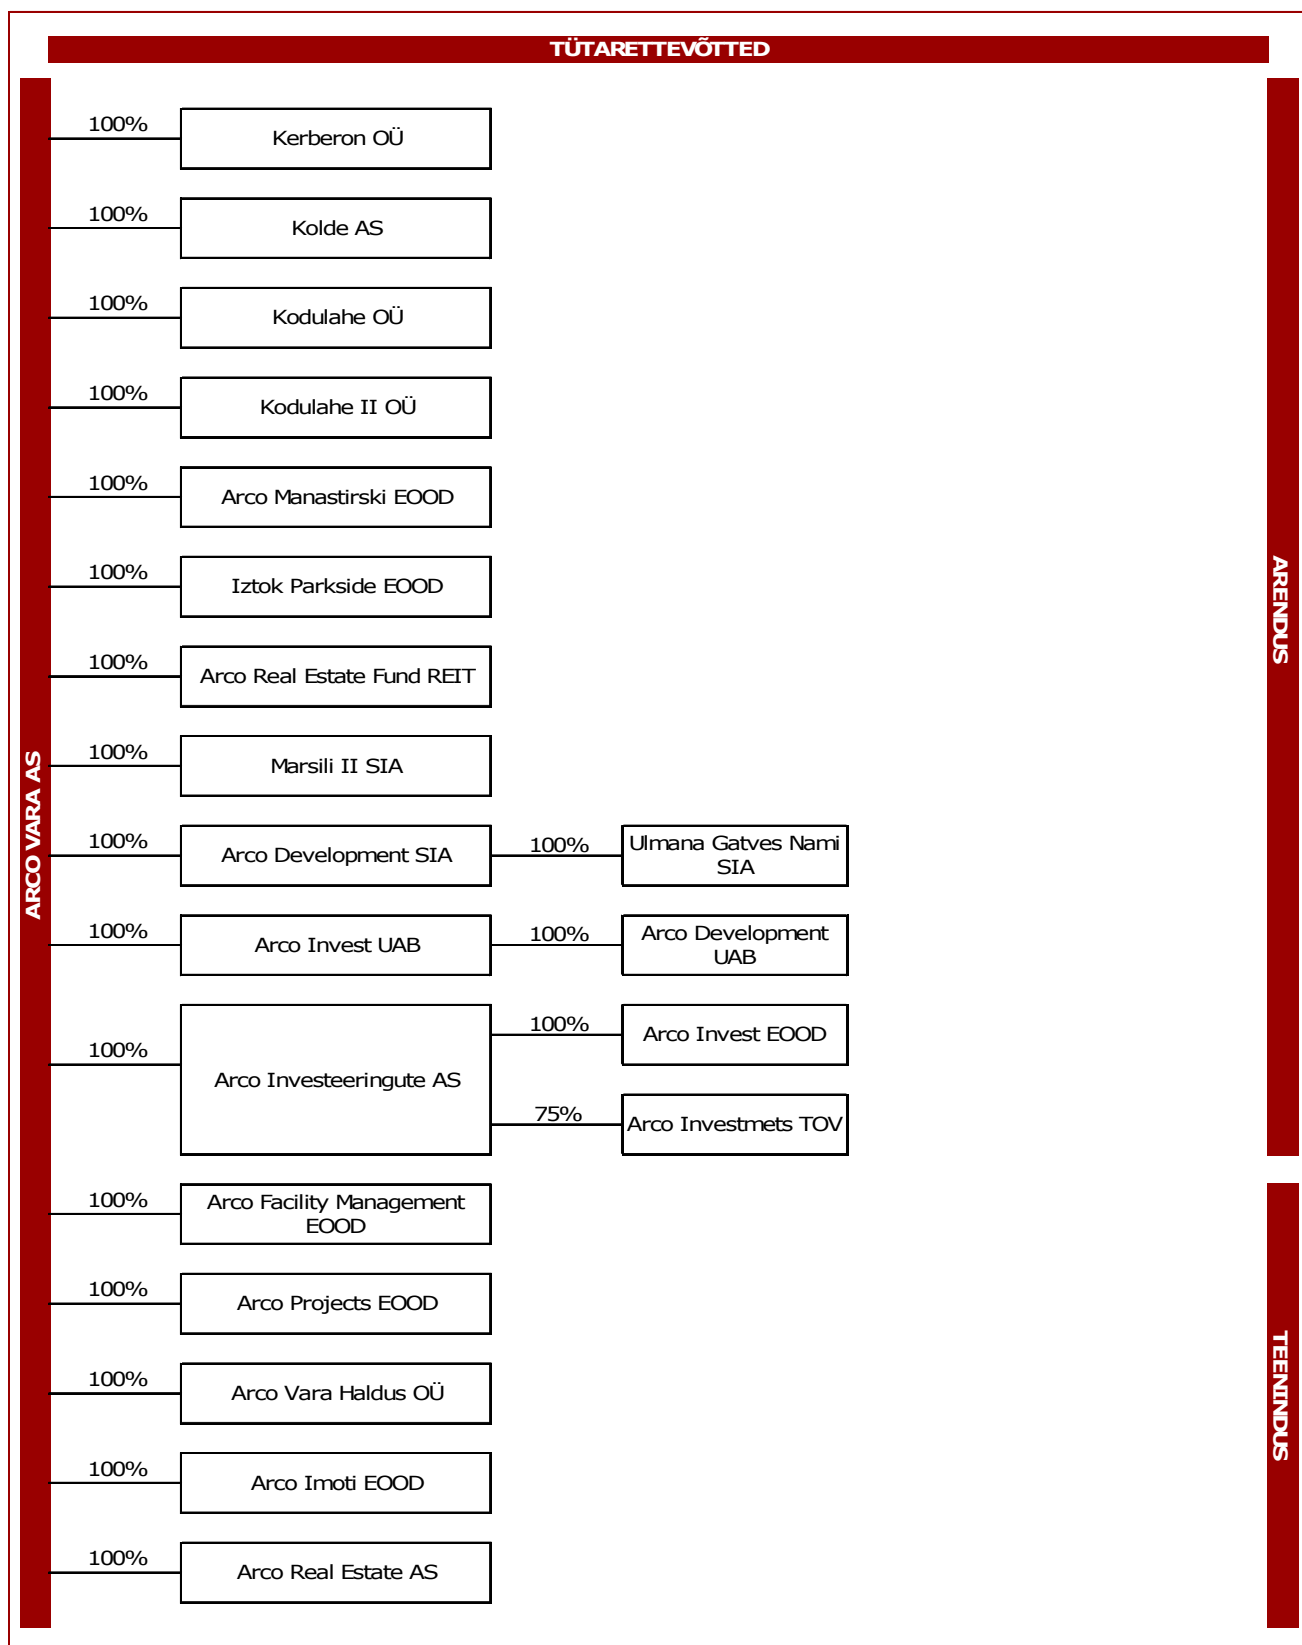 TÜTARETTEVÕTTED
ARCO VARA AS
ARENDUS
100%
Kerberon OÜ
100%
Kolde AS
100%
Kodulahe OÜ
100%
Kodulahe II OÜ
100%
Arco Manastirski EOOD
100%
Iztok Parkside EOOD
100%
Arco Real Estate Fund REIT
100%
Marsili II SIA
100%
Arco Development SIA
100%
Ulmana Gatves Nami
SIA
100%
Arco Invest UAB
100%
Arco Development
UAB
100%
Arco Investeeringute AS
100%
Arco Invest EOOD
75%
Arco Investmets TOV
TEENINDUS
100%
Arco Facility Management
EOOD
100%
Arco Projects EOOD
100%
Arco Vara Haldus OÜ
100%
Arco Imoti EOOD
100%
Arco Real Estate AS